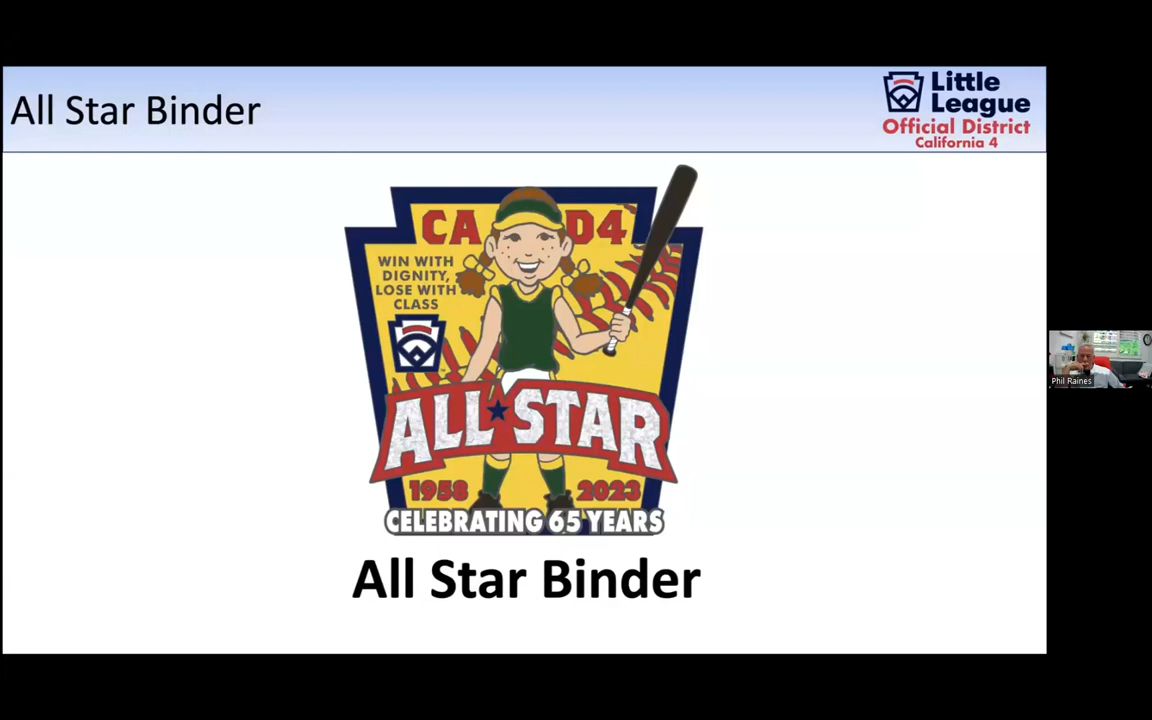 All Star Binder
Little
League
Official District
California 4
CA D4
WIN WITH
DIGNITY,
LOSE WITH
CLASS
ALL STAR
1958 2023
CELEBRATING 65 YEARS
All Star Binder
Phil Raines